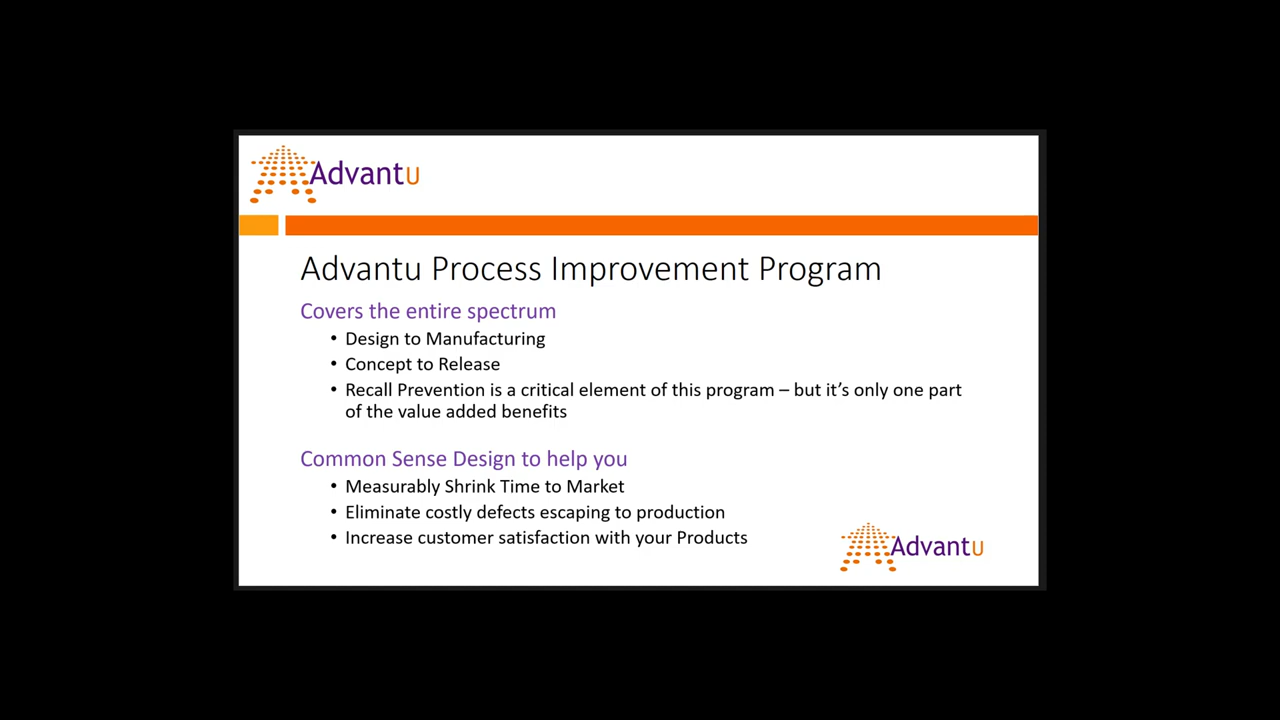 Advantu
Advantu Process Improvement Program
Covers the entire spectrum
• Design to Manufacturing
• Concept to Release
• Recall Prevention is a critical element of this program – but it’s only one part
of the value added benefits
Common Sense Design to help you
• Measurably Shrink Time to Market
• Eliminate costly defects escaping to production
• Increase customer satisfaction with your Products
Advantu